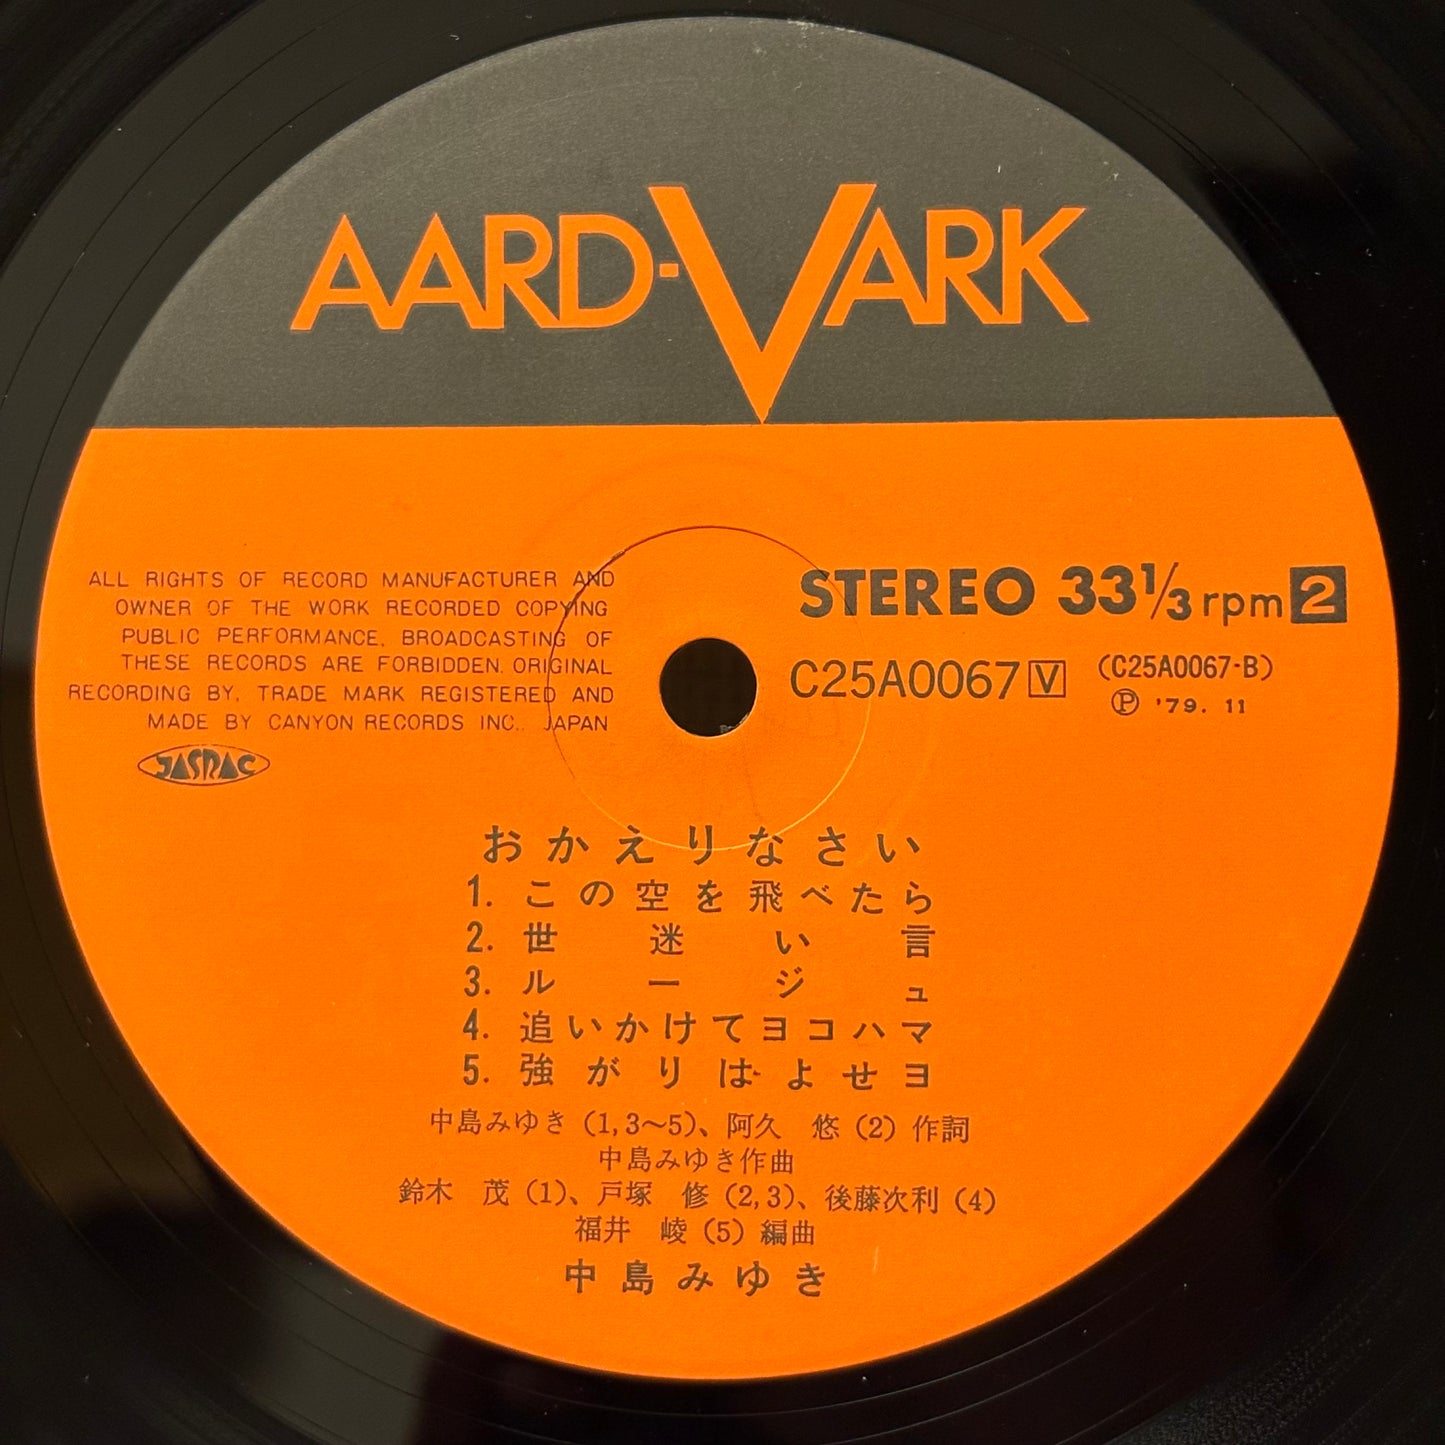 AARD-VARK
ALL RIGHTS OF RECORD MANUFACTURER AND
OWNER OF THE WORK RECORDED COPYING
PUBLIC PERFORMANCE, BROADCASTING OF
THESE RECORDS ARE FORBIDDEN. ORIGINAL
RECORDING BY, TRADE MARK REGISTERED AND
MADE BY CANYON RECORDS INC.. JAPAN
JASRAC
STEREO 33⅓rpm 2
C25A0067 V (C25A0067-B)
Ⓟ '79. 11
おかえりなさい
1. この空を飛べたら
2. 世迷い言
3. ルージュ
4. 追いかけてヨコハマ
5. 強がりはよせヨ
中島みゆき (1,3〜5)、阿久 悠 (2) 作詞
中島みゆき作曲
鈴木 茂 (1)、戸塚 修 (2,3)、後藤次利 (4)
福井 崚 (5) 編曲
中島みゆき